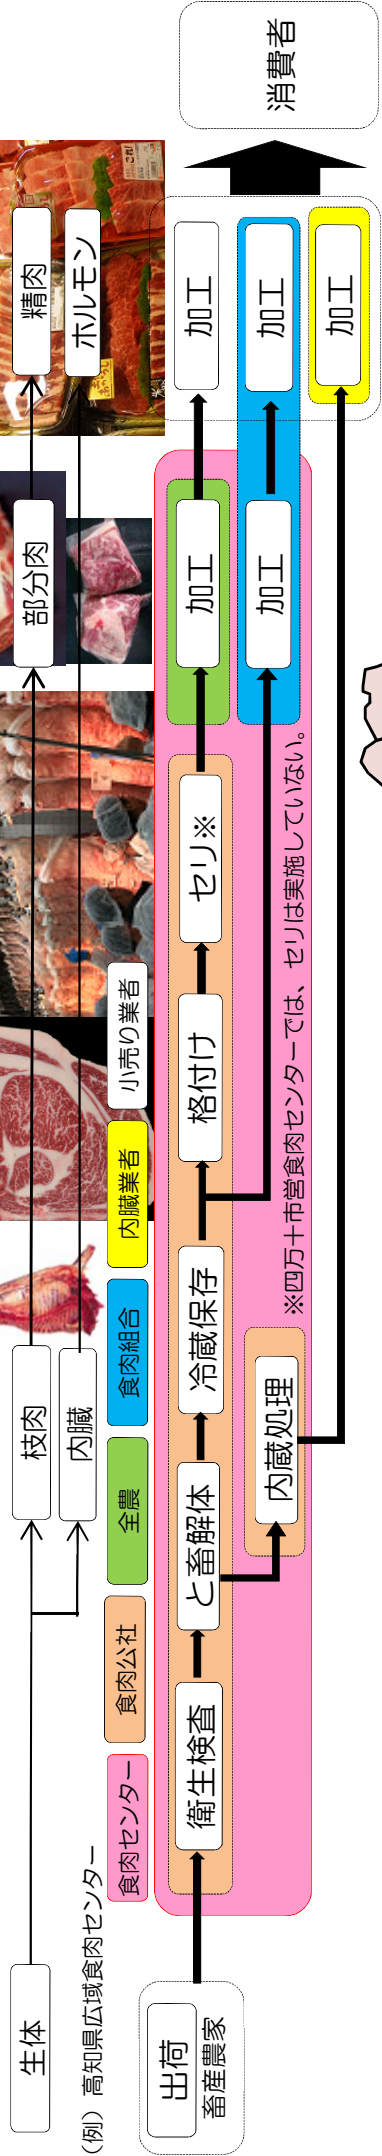 生体
枝肉
部分肉
精肉
内臓
ホルモン
（例）高知県広域食肉センター
食肉センター
食肉公社
全農
食肉組合
内臓業者
小売り業者
出荷
畜産農家
衛生検査
と畜解体
冷蔵保存
格付け
セリ※
加工
加工
加工
加工
内蔵処理
加工
※四万十市営食肉センターでは、セリは実施していない。
消費者